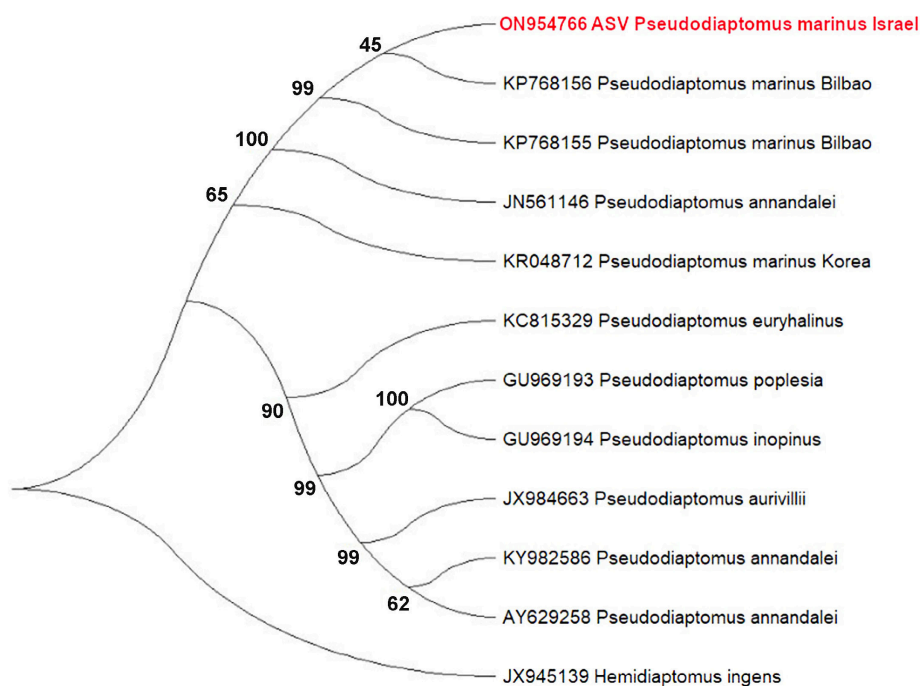 ON954766 ASV Pseudodiaptomus marinus Israel
45
KP768156 Pseudodiaptomus marinus Bilbao
99
KP768155 Pseudodiaptomus marinus Bilbao
100
JN561146 Pseudodiaptomus annandalei
65
KR048712 Pseudodiaptomus marinus Korea
KC815329 Pseudodiaptomus euryhalinus
GU969193 Pseudodiaptomus poplesia
100
90
GU969194 Pseudodiaptomus inopinus
99
JX984663 Pseudodiaptomus aurivillii
99
KY982586 Pseudodiaptomus annandalei
62
AY629258 Pseudodiaptomus annandalei
JX945139 Hemidiaptomus ingens